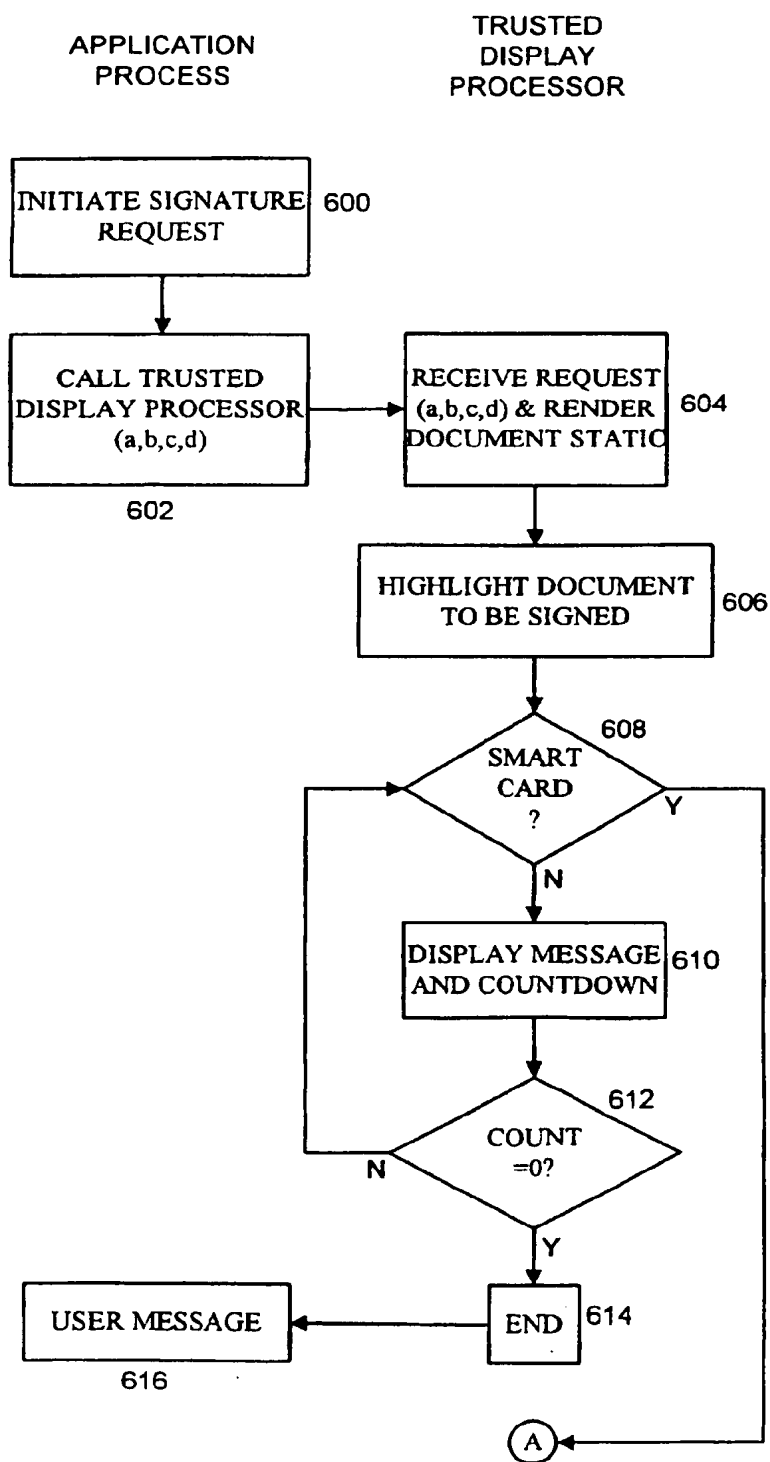 APPLICATION
PROCESS
TRUSTED
DISPLAY
PROCESSOR
INITIATE SIGNATURE
REQUEST
600
CALL TRUSTED
DISPLAY PROCESSOR
(a,b,c,d)
602
RECEIVE REQUEST
(a,b,c,d) & RENDER
DOCUMENT STATIC
604
HIGHLIGHT DOCUMENT
TO BE SIGNED
606
608
SMART
CARD
?
Y
N
DISPLAY MESSAGE
AND COUNTDOWN
610
612
COUNT
=0?
N
Y
END
614
USER MESSAGE
616
A